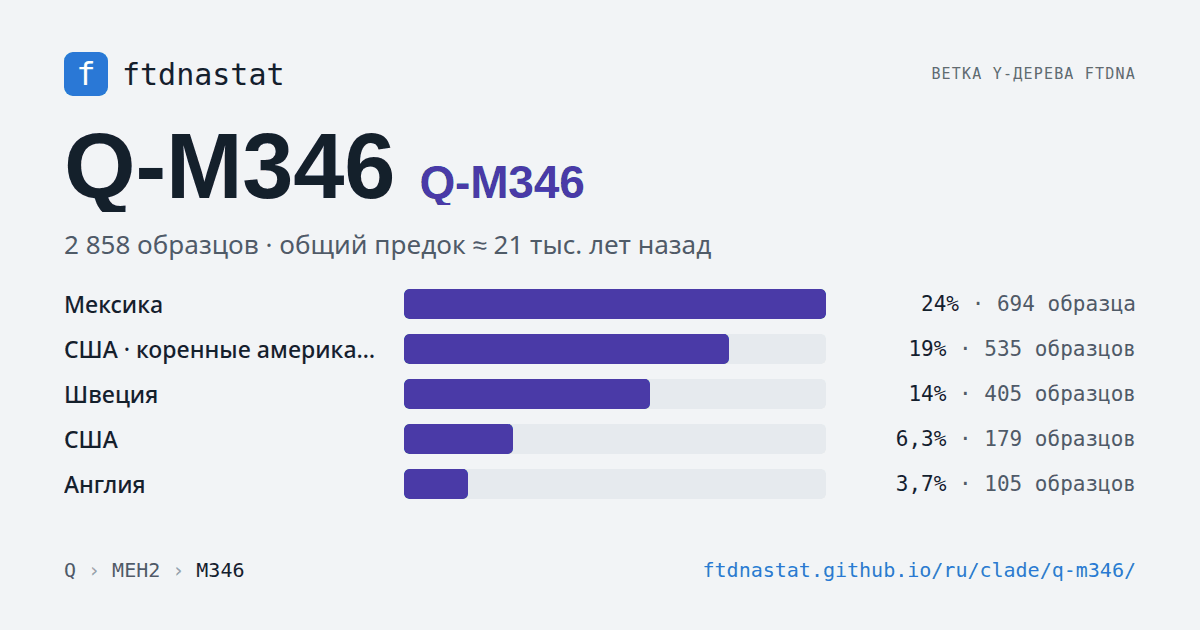 f ftdnastat
ВЕТКА Y-ДЕРЕВА FTDNA
Q-M346 Q-M346
2 858 образцов · общий предок ≈ 21 тыс. лет назад
Мексика 24% · 694 образца
США · коренные америка... 19% · 535 образцов
Швеция 14% · 405 образцов
США 6,3% · 179 образцов
Англия 3,7% · 105 образцов
Q › MEH2 › M346
ftdnastat.github.io/ru/clade/q-m346/